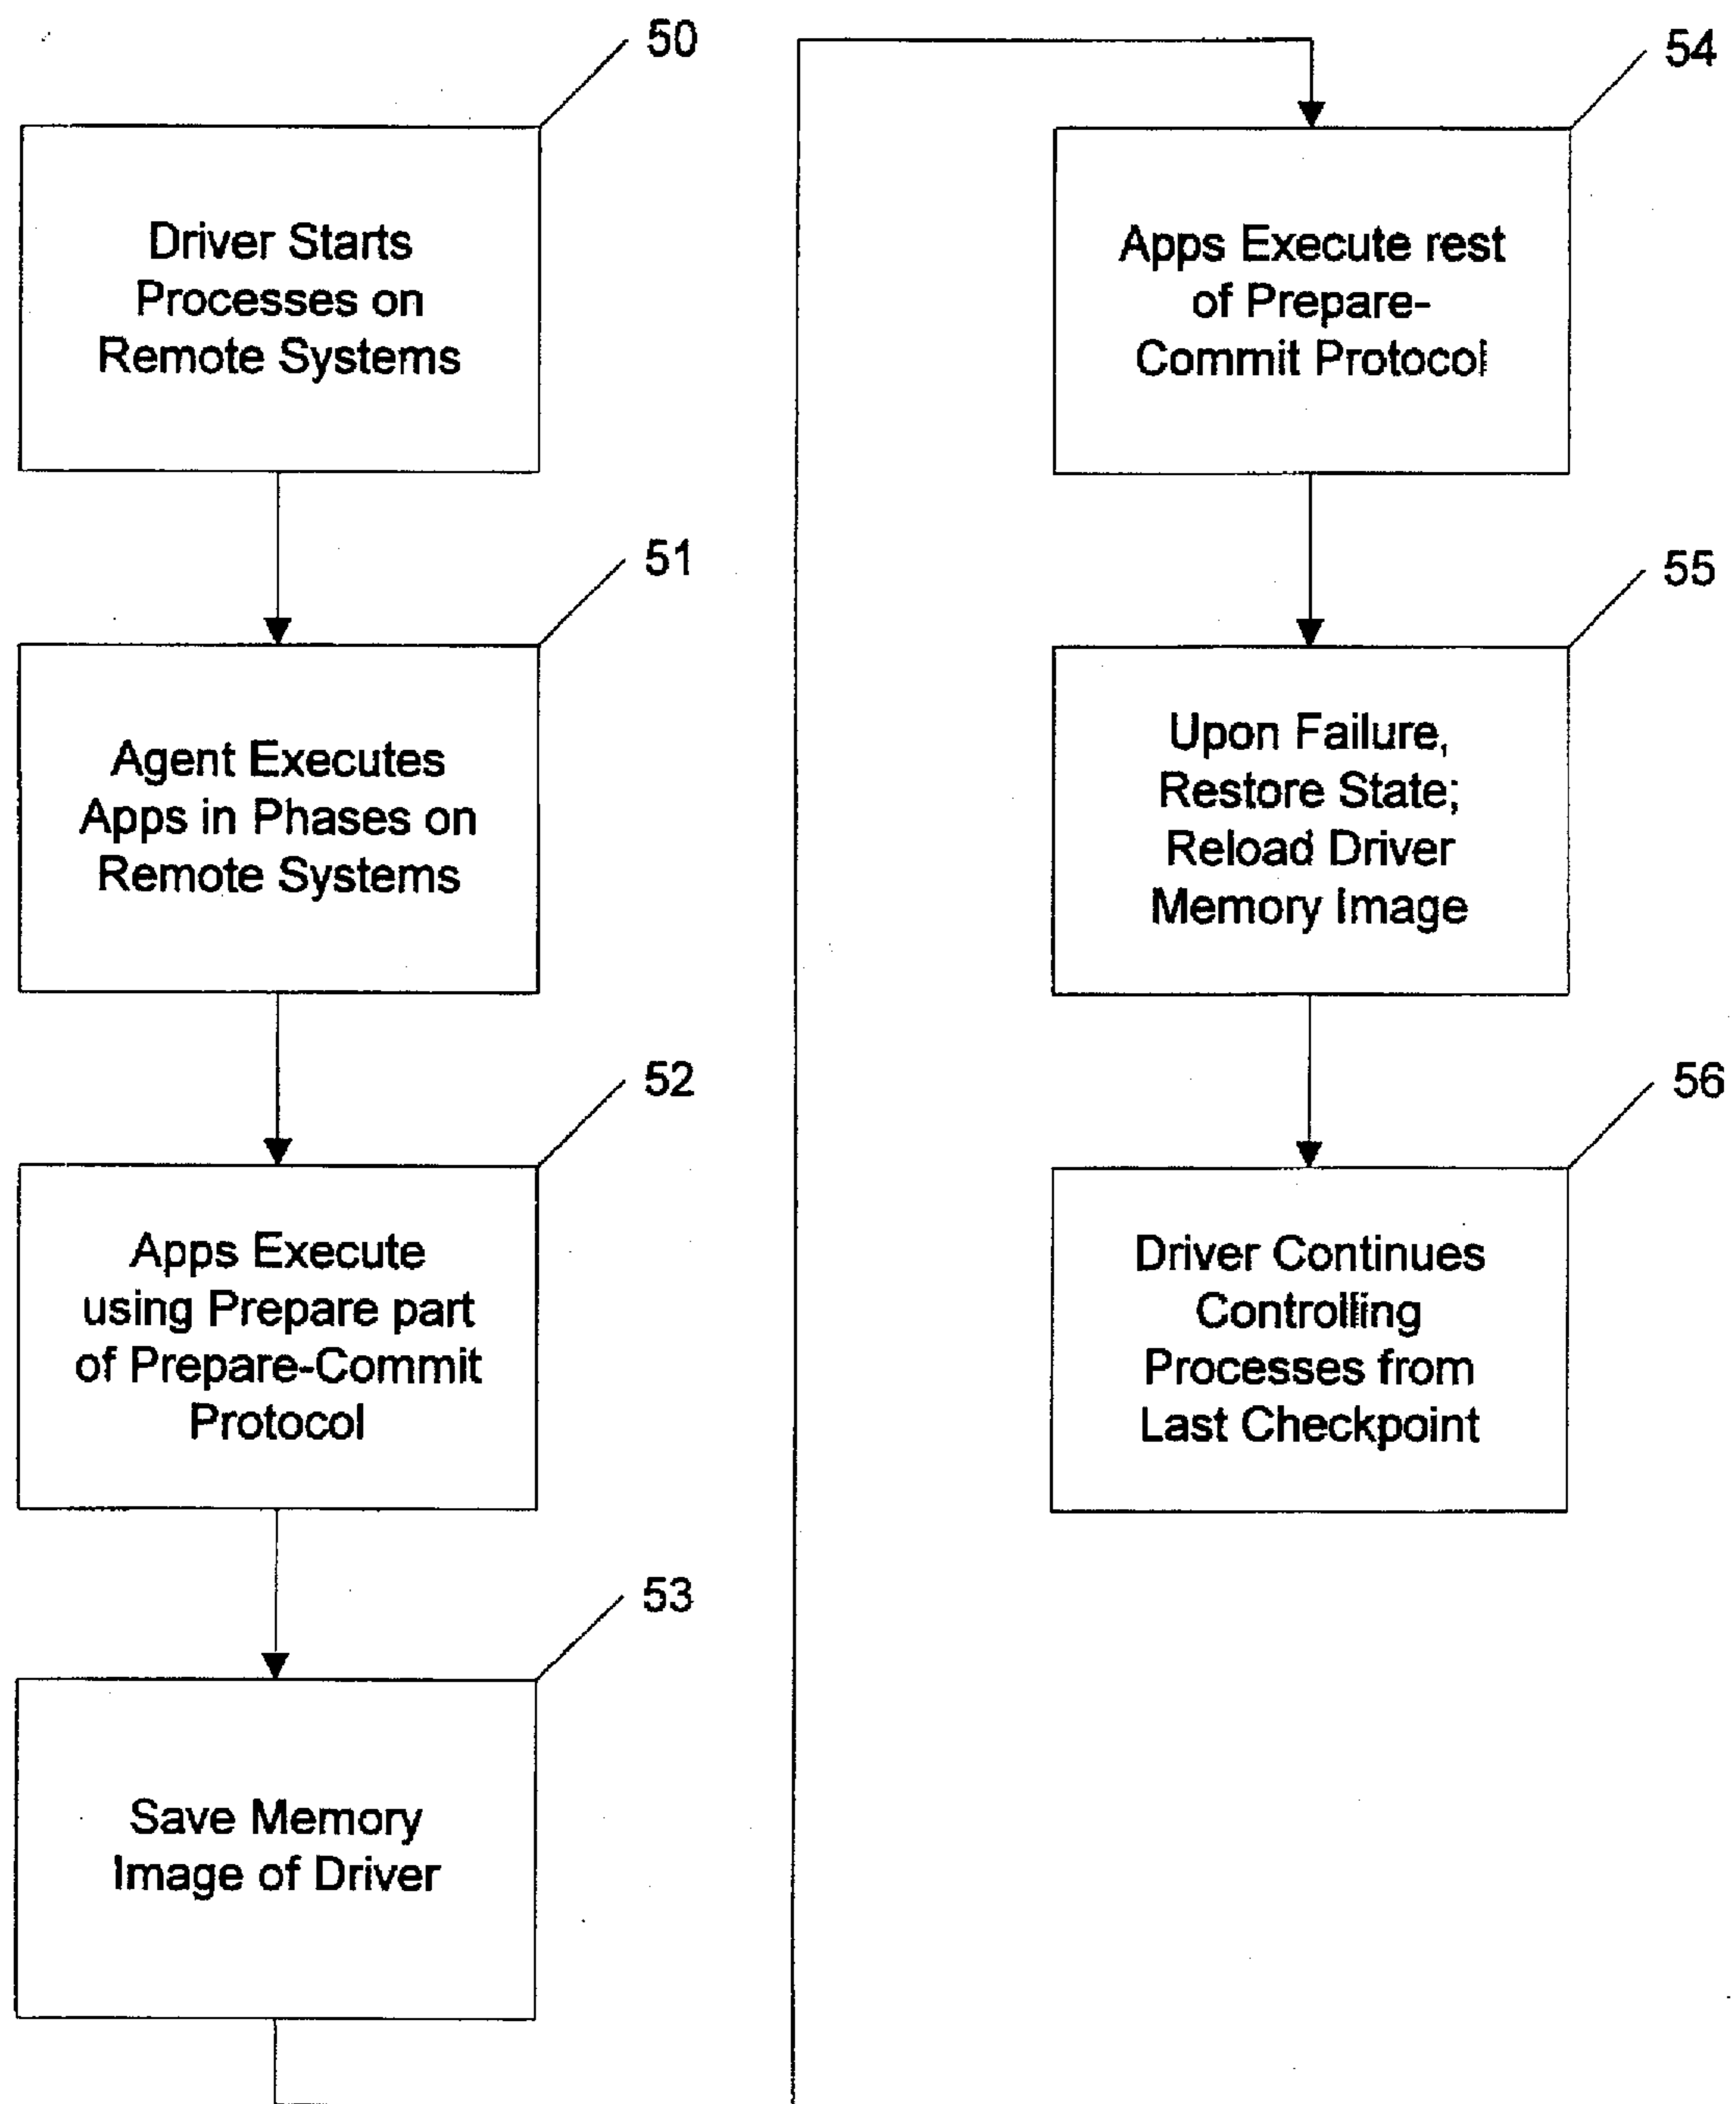 50
Driver Starts
Processes on
Remote Systems
51
Agent Executes
Apps in Phases on
Remote Systems
52
Apps Execute
using Prepare part
of Prepare-Commit
Protocol
53
Save Memory
Image of Driver
54
Apps Execute rest
of Prepare-
Commit Protocol
55
Upon Failure,
Restore State;
Reload Driver
Memory Image
56
Driver Continues
Controlling
Processes from
Last Checkpoint